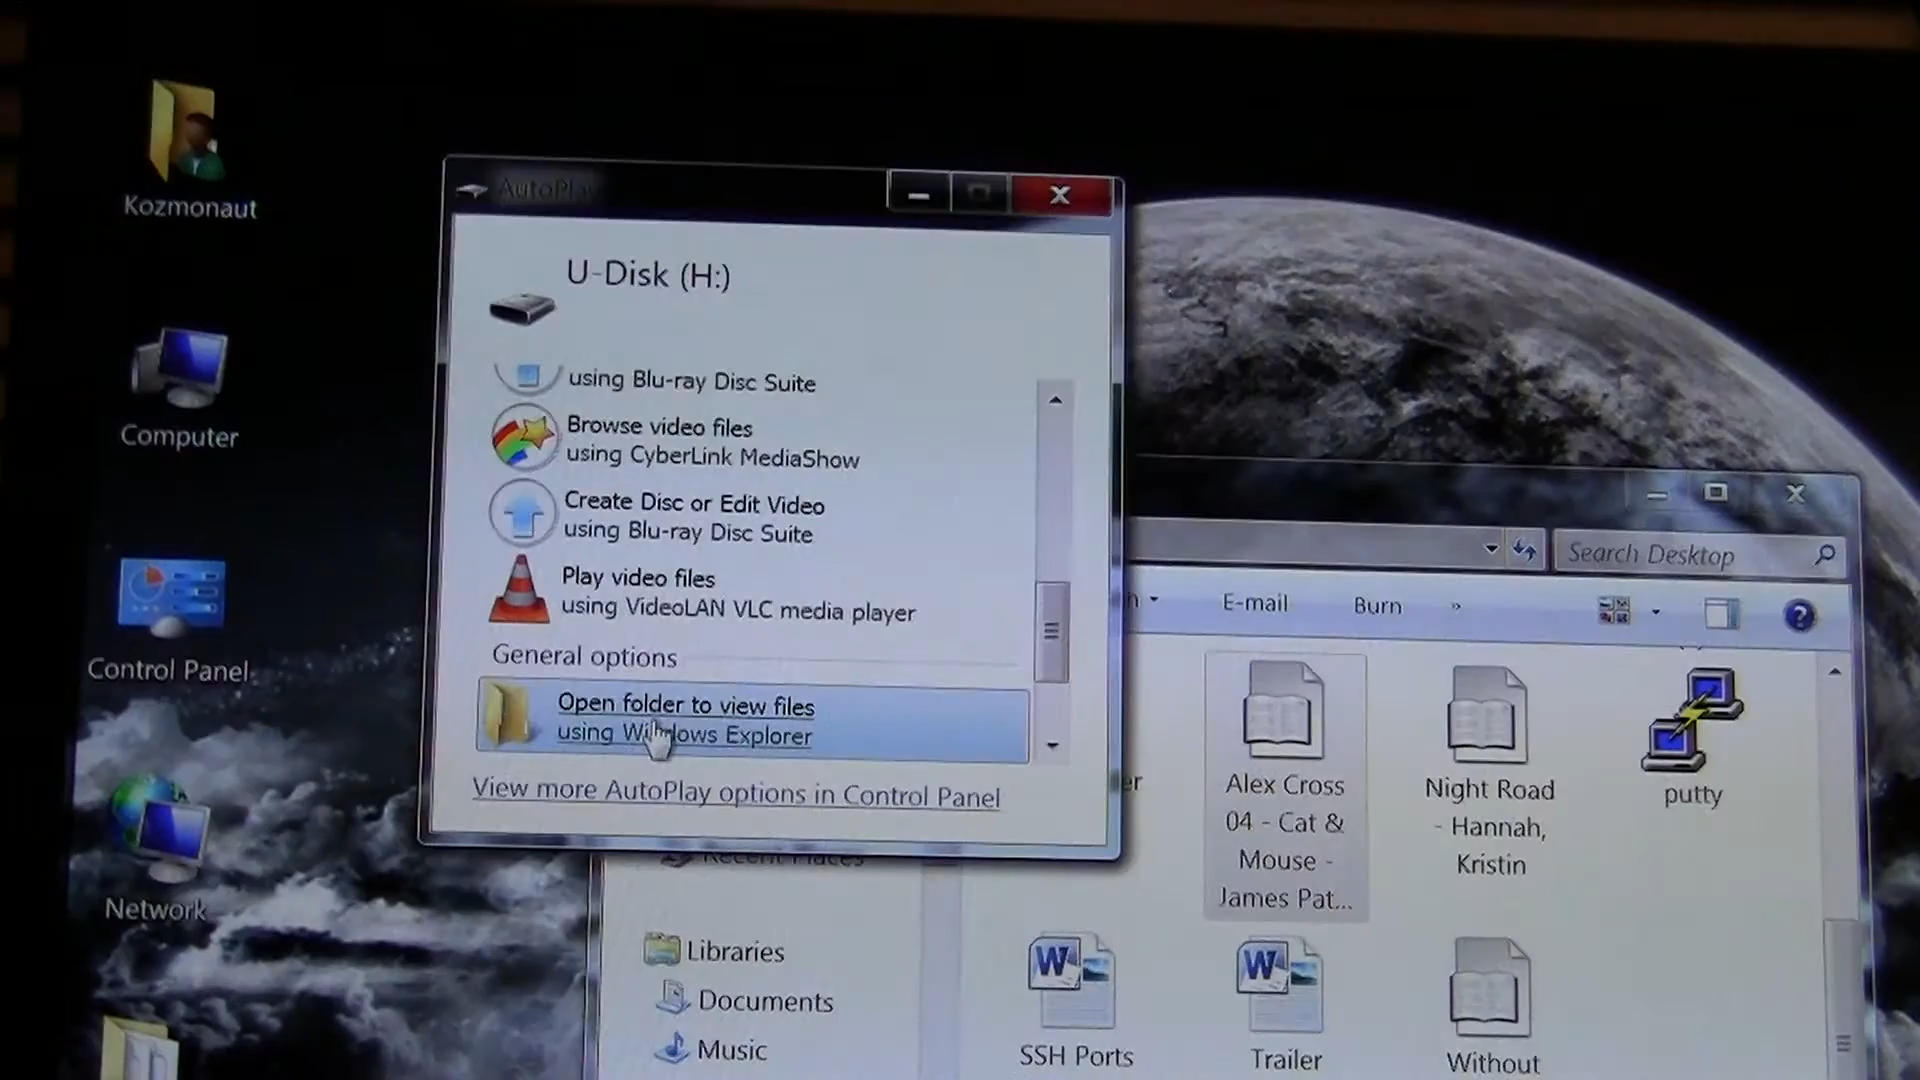 Kozmonaut
Computer
Control Panel
Network
AutoPlay
U-Disk (H:)
using Blu-ray Disc Suite
Browse video files
using CyberLink MediaShow
Create Disc or Edit Video
using Blu-ray Disc Suite
Play video files
using VideoLAN VLC media player
General options
Open folder to view files
using Windows Explorer
View more AutoPlay options in Control Panel
Search Desktop
E-mail
Burn
»
Alex Cross
04 - Cat &
Mouse -
James Pat...
Night Road
- Hannah,
Kristin
putty
Recent Places
Libraries
Documents
Music
SSH Ports
Trailer
Without